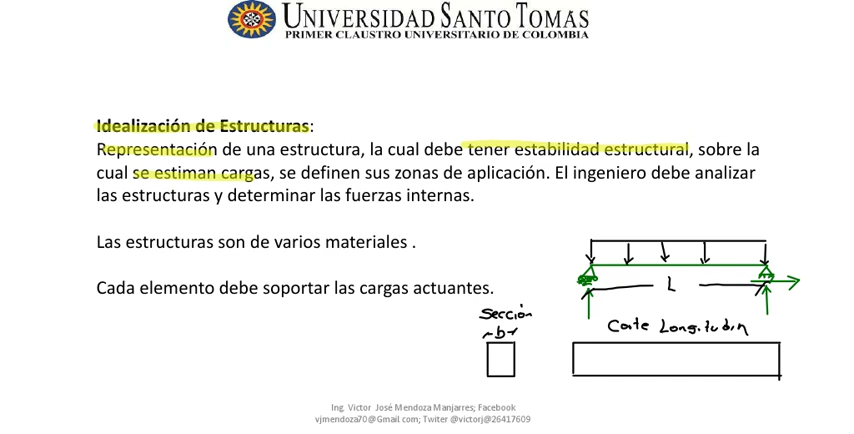 UNIVERSIDAD SANTO TOMAS
PRIMER CLAUSTRO UNIVERSITARIO DE COLOMBIA
Idealización de Estructuras:
Representación de una estructura, la cual debe tener estabilidad estructural, sobre la
cual se estiman cargas, se definen sus zonas de aplicación. El ingeniero debe analizar
las estructuras y determinar las fuerzas internas.
Las estructuras son de varios materiales .
Cada elemento debe soportar las cargas actuantes.
L
Sección
b
Corte Longitudin
Ing. Victor José Mendoza Manjarres; Facebook
vjmendoza70@Gmail com; Twiter @victorj@26417609